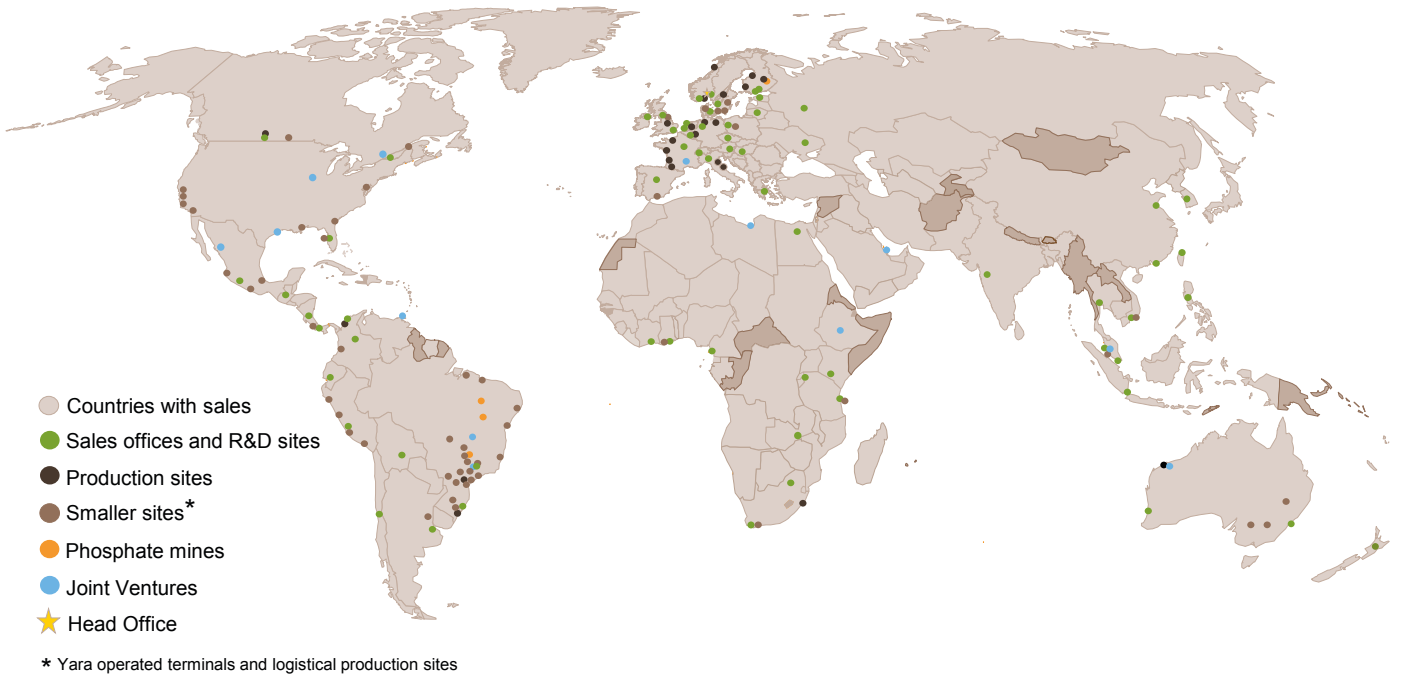 Countries with sales
Sales offices and R&D sites
Production sites
Smaller sites*
Phosphate mines
Joint Ventures
Head Office
* Yara operated terminals and logistical production sites